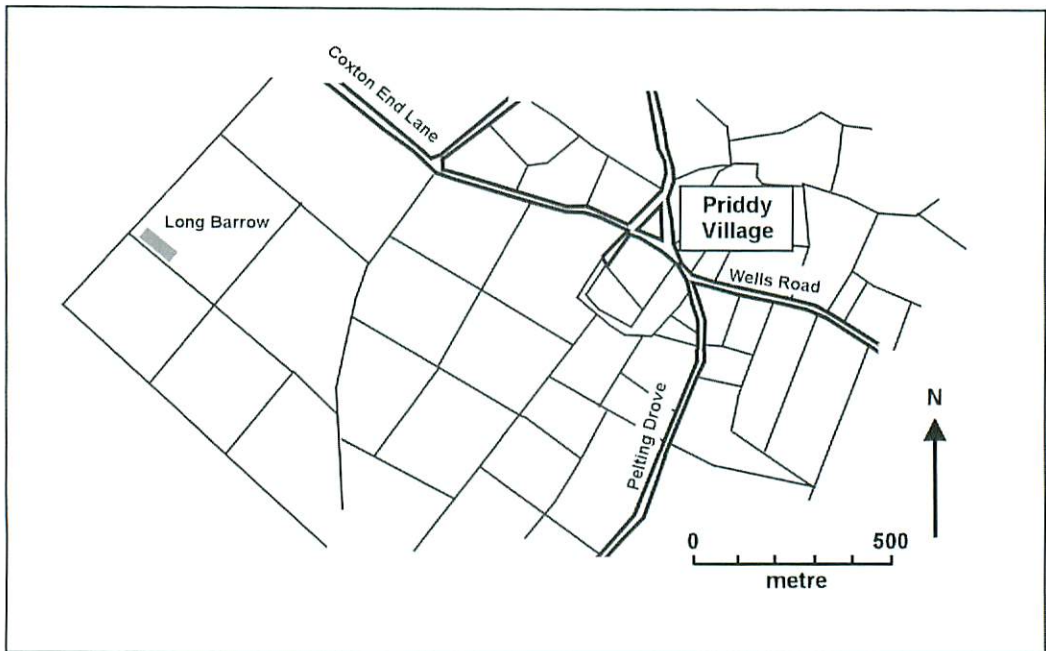 Coxton End Lane
Long Barrow
Priddy
Village
Wells Road
Pelting Drove
N
0 500
metre